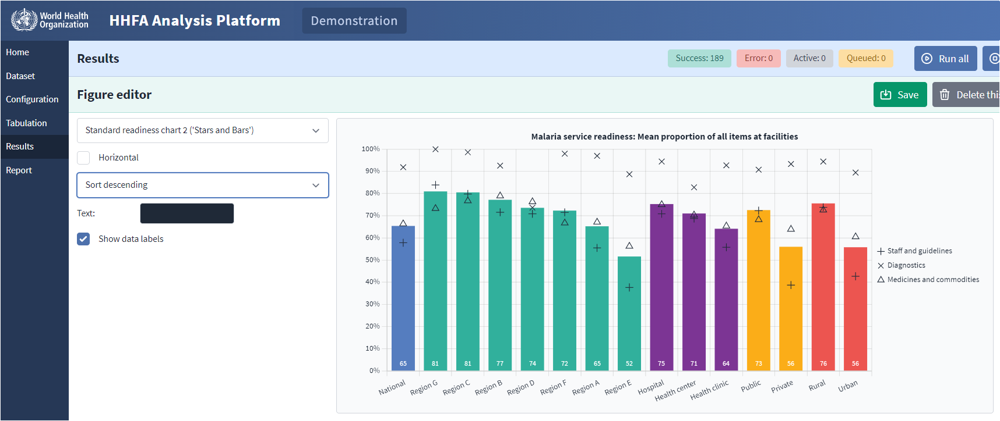 World Health
Organization
HHFA Analysis Platform
Demonstration
Home
Dataset
Configuration
Tabulation
Results
Report
Results
Success: 189
Error: 0
Active: 0
Queued: 0
Run all
Figure editor
Save
Delete this
Standard readiness chart 2 ('Stars and Bars')
Horizontal
Sort descending
Text:
Show data labels
Malaria service readiness: Mean proportion of all items at facilities
100%
90%
80%
70%
60%
50%
40%
30%
20%
10%
0%
65 81 81 77 74 72 65 52 75 71 64 73 56 76 56
National
Region G
Region C
Region B
Region D
Region F
Region A
Region E
Hospital
Health center
Health clinic
Public
Private
Rural
Urban
Staff and guidelines
Diagnostics
Medicines and commodities